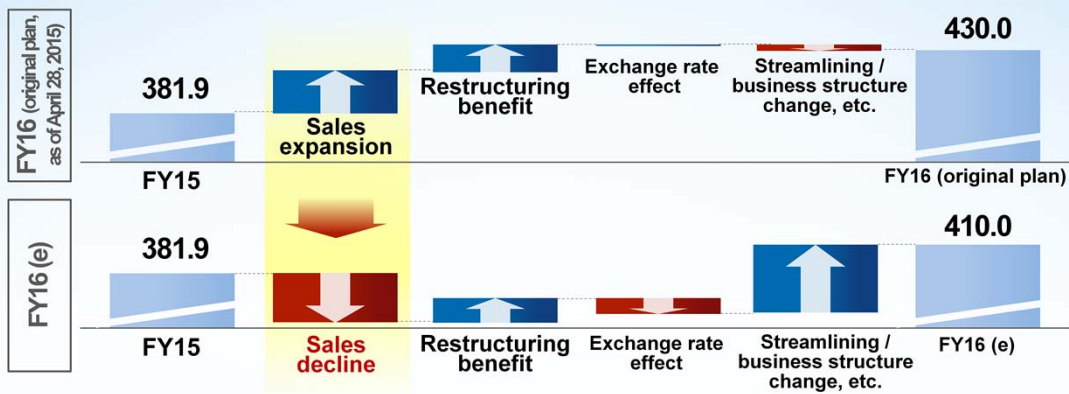 FY16 (original plan,
as of April 28, 2015)
381.9
FY15
Sales
expansion
Restructuring
benefit
Exchange rate
effect
Streamlining /
business structure
change, etc.
430.0
FY16 (original plan)
FY16 (e)
381.9
FY15
Sales
decline
Restructuring
benefit
Exchange rate
effect
Streamlining /
business structure
change, etc.
410.0
FY16 (e)